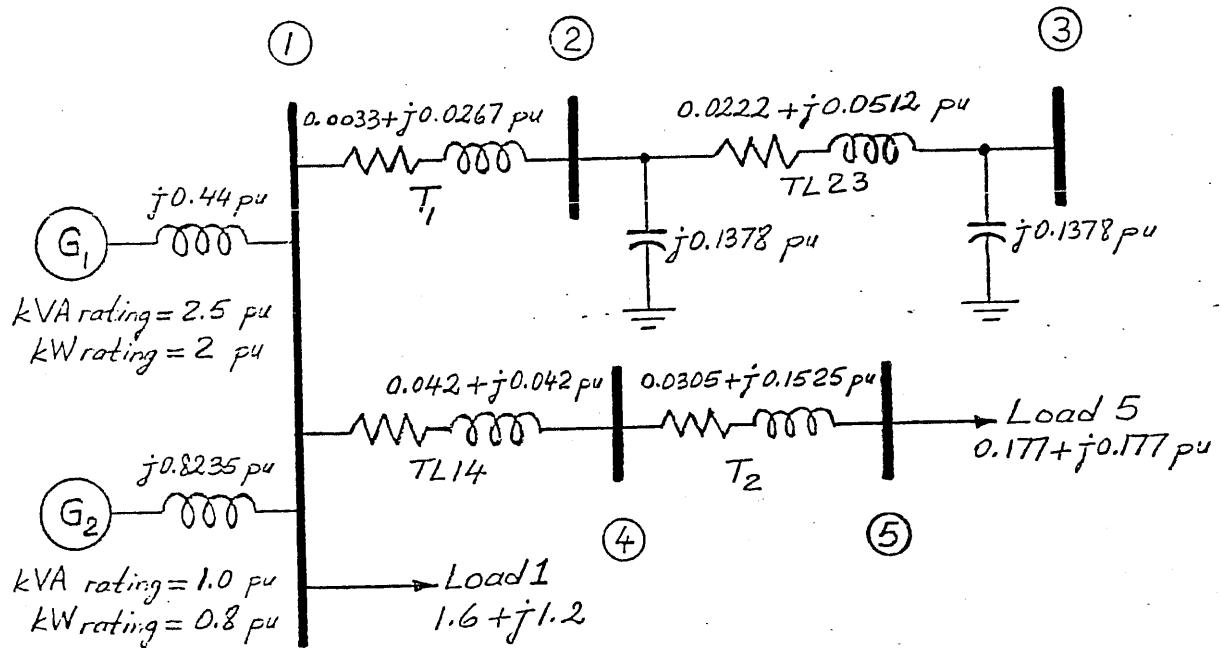 1
2
3
0.0033+j0.0267 pu
0.0222+j0.0512 pu
T1
TL23
j0.44 pu
G1
j0.1378 pu
j0.1378 pu
kVA rating = 2.5 pu
kW rating = 2 pu
0.042+j0.042 pu
0.0305+j0.1525 pu
Load 5
0.177+j0.177 pu
TL14
T2
j0.8235 pu
G2
4
5
kVA rating = 1.0 pu
kW rating = 0.8 pu
Load 1
1.6+j1.2